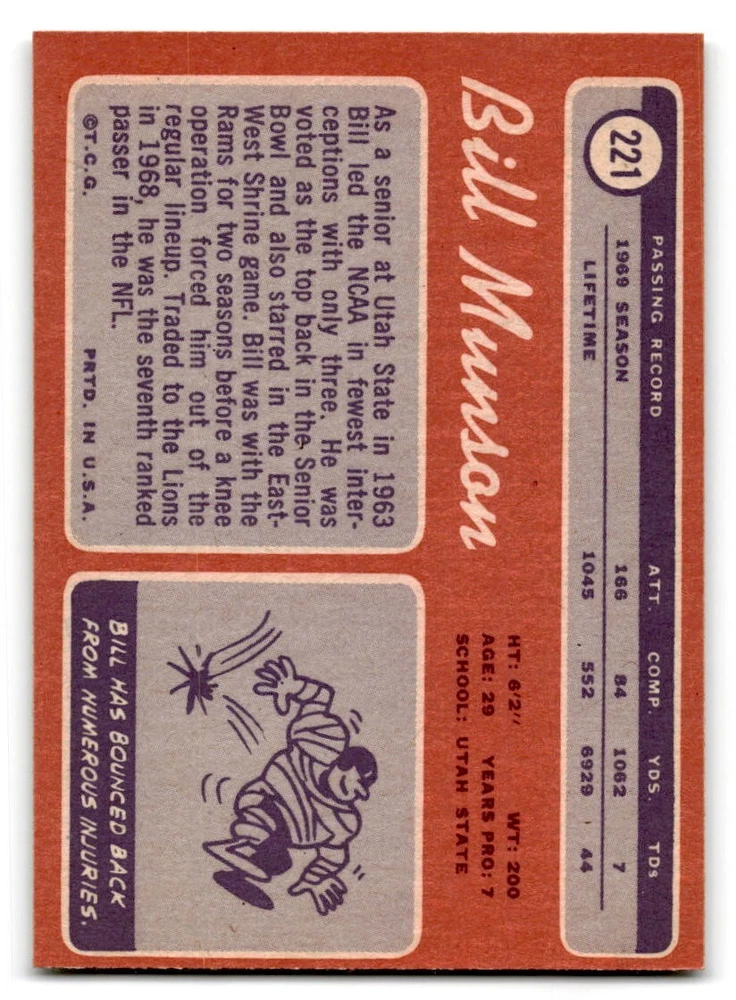 221
PASSING RECORD ATT. COMP. YDS. TDs
1969 SEASON 166 84 1062 7
LIFETIME 1045 552 6929 44
Bill Munson
HT: 6'2" WT: 200
AGE: 29 YEARS PRO: 7
SCHOOL: UTAH STATE
As a senior at Utah State in 1963
Bill led the NCAA in fewest inter-
ceptions with only three. He was
voted as the top back in the Senior
Bowl and also starred in the East-
West Shrine game. Bill was with the
Rams for two seasons before a knee
operation forced him out of the
regular lineup. Traded to the Lions
in 1968, he was the seventh ranked
passer in the NFL.
©T.C.G. PRTD. IN U.S.A.
BILL HAS BOUNCED BACK
FROM NUMEROUS INJURIES.